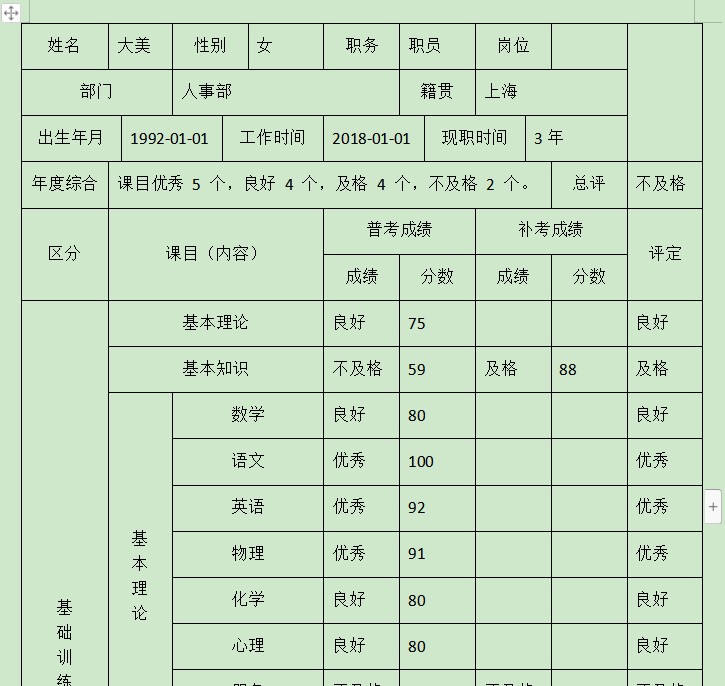 姓名 大美 性别 女 职务 职员 岗位
部门 人事部 籍贯 上海
出生年月 1992-01-01 工作时间 2018-01-01 现职时间 3 年
年度综合 课目优秀 5 个，良好 4 个，及格 4 个，不及格 2 个。 总评 不及格
区分 课目（内容） 普考成绩 补考成绩 评定
成绩 分数 成绩 分数
基本理论 良好 75 良好
基本知识 不及格 59 及格 88 及格
数学 良好 80 良好
语文 优秀 100 优秀
英语 优秀 92 优秀
物理 优秀 91 优秀
化学 良好 80 良好
心理 良好 80 良好
基本理论
基础训练